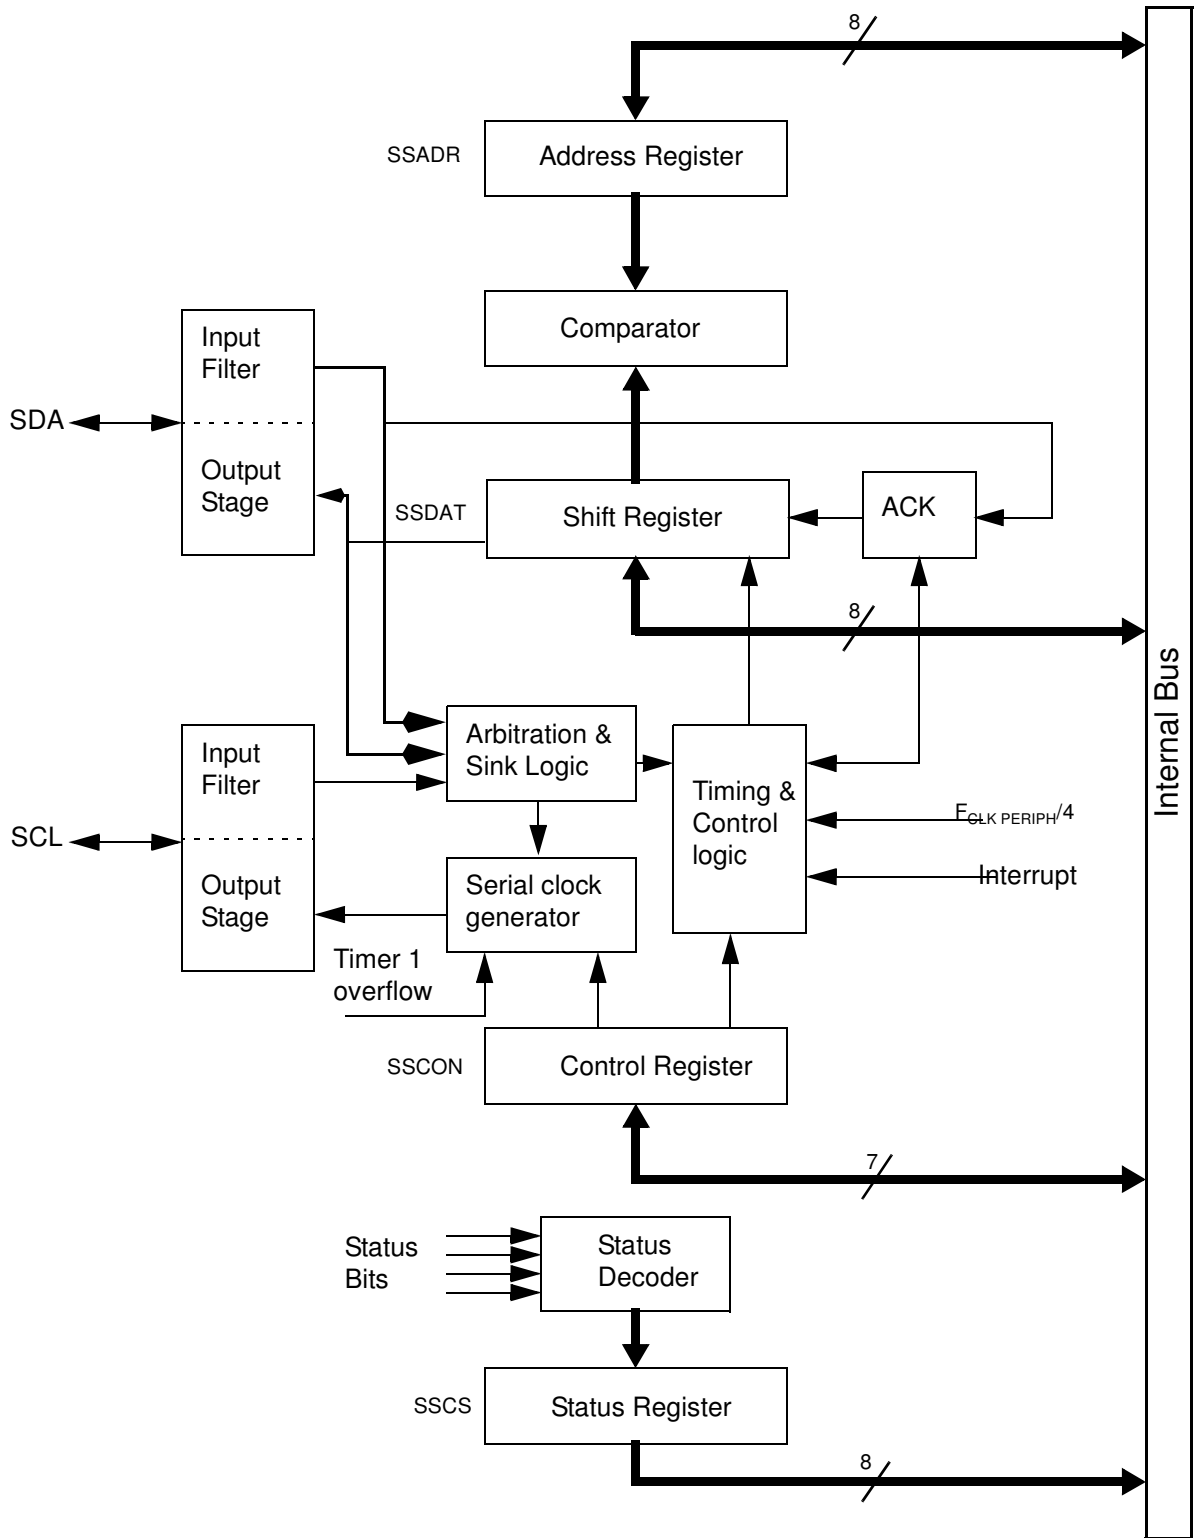 8
SSADR
Address Register
Comparator
Input
Filter
SDA
Output
Stage
SSDAT
Shift Register
ACK
8
Internal Bus
Arbitration &
Sink Logic
Input
Filter
Timing &
Control
logic
FCLK PERIPH/4
SCL
Interrupt
Output
Stage
Serial clock
generator
Timer 1
overflow
SSCON
Control Register
7
Status
Bits
Status
Decoder
SSCS
Status Register
8